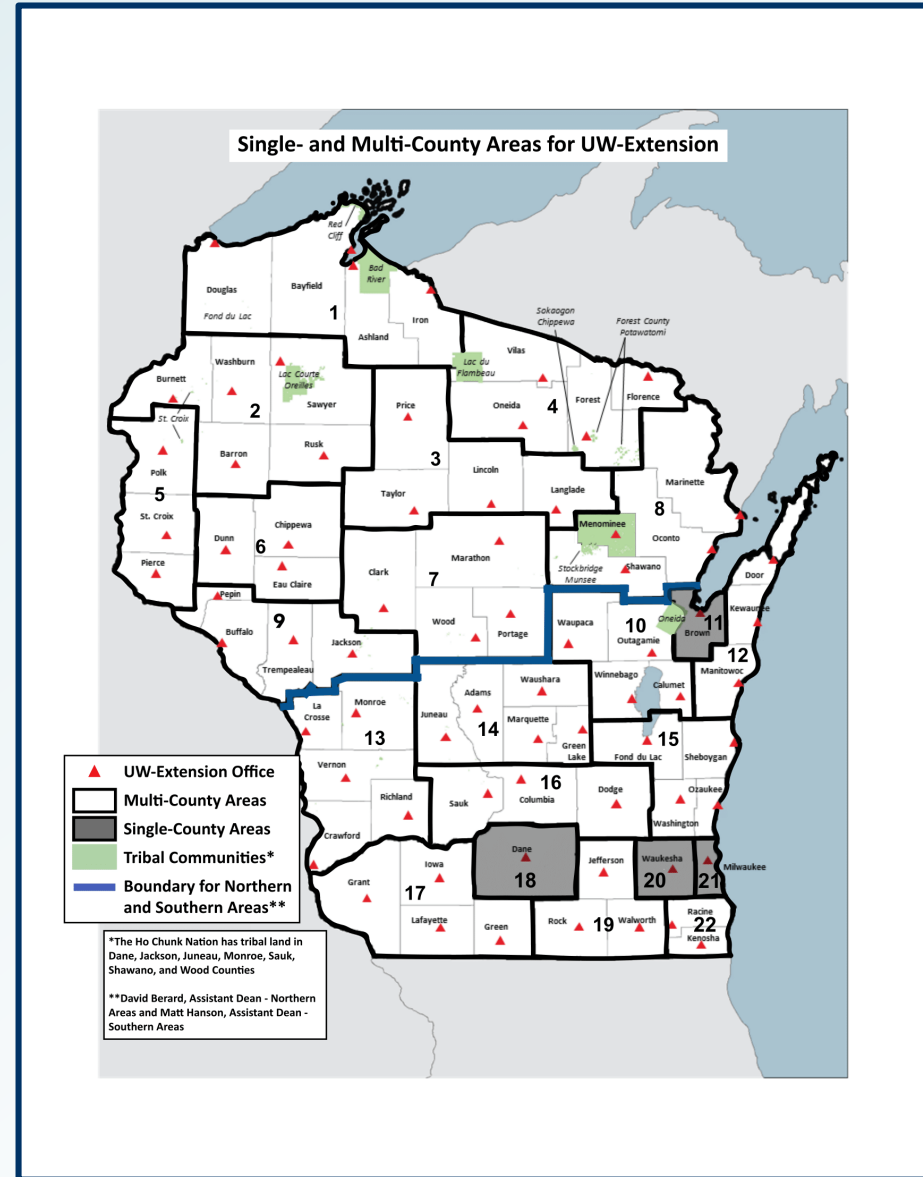 Single- and Multi-County Areas for UW-Extension
Red
Cliff
Bad
River
Douglas
Bayfield
Fond du Lac
1
Iron
Ashland
Sokaogon
Chippewa
Forest County
Potawatomi
Vilas
Lac du
Flambeau
Washburn
Burnett
Lac Courte
Oreilles
Sawyer
2
St. Croix
Price
Oneida
4
Forest
Florence
Polk
Barron
Rusk
3
Lincoln
Marinette
5
Taylor
Langlade
8
St. Croix
Chippewa
Dunn
6
Menominee
Oconto
Pierce
Eau Claire
Clark
Marathon
7
Stockbridge
Munsee
Shawano
Door
Pepin
9
Buffalo
Jackson
Trempealeau
Wood
Portage
Waupaca
10
Outagamie
Oneida
11
Brown
Kewaunee
12
Manitowoc
Winnebago
Calumet
La
Crosse
Monroe
13
Juneau
Adams
14
Waushara
Marquette
Green
Lake
15
Fond du Lac
Sheboygan
Vernon
Richland
Crawford
Sauk
16
Columbia
Dodge
Ozaukee
Washington
Dane
18
Iowa
Grant
17
Lafayette
Green
Jefferson
Waukesha
20
21
Milwaukee
Rock
19
Walworth
Racine
22
Kenosha
UW-Extension Office
Multi-County Areas
Single-County Areas
Tribal Communities*
Boundary for Northern
and Southern Areas**
*The Ho Chunk Nation has tribal land in
Dane, Jackson, Juneau, Monroe, Sauk,
Shawano, and Wood Counties
**David Berard, Assistant Dean - Northern
Areas and Matt Hanson, Assistant Dean -
Southern Areas